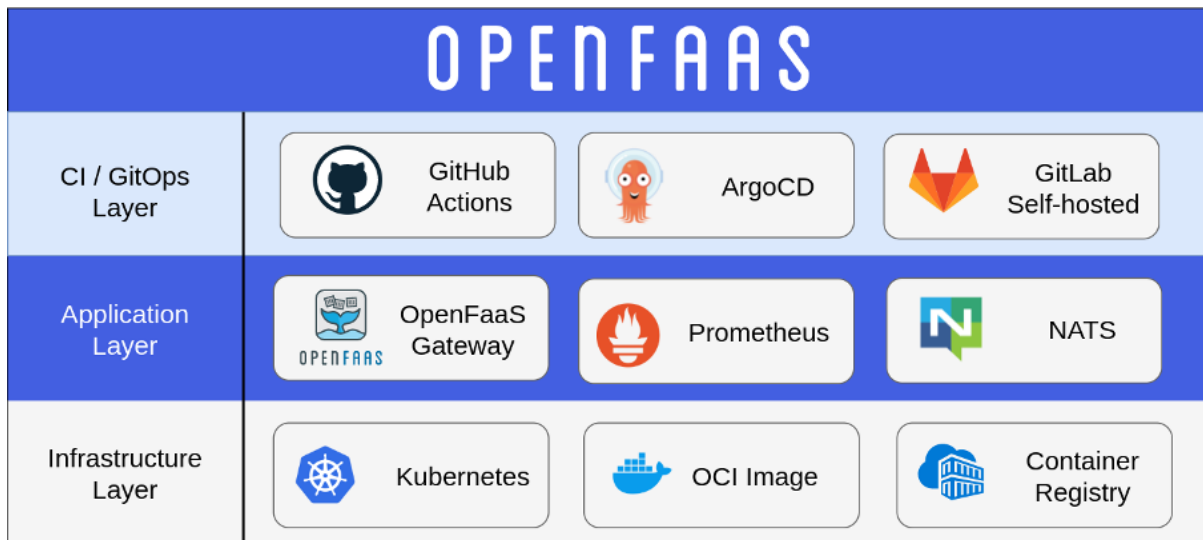 OPENFAAS
CI / GitOps
Layer
GitHub
Actions
ArgoCD
GitLab
Self-hosted
Application
Layer
OPENFAAS
OpenFaaS
Gateway
Prometheus
N
NATS
Infrastructure
Layer
Kubernetes
OCI Image
Container
Registry